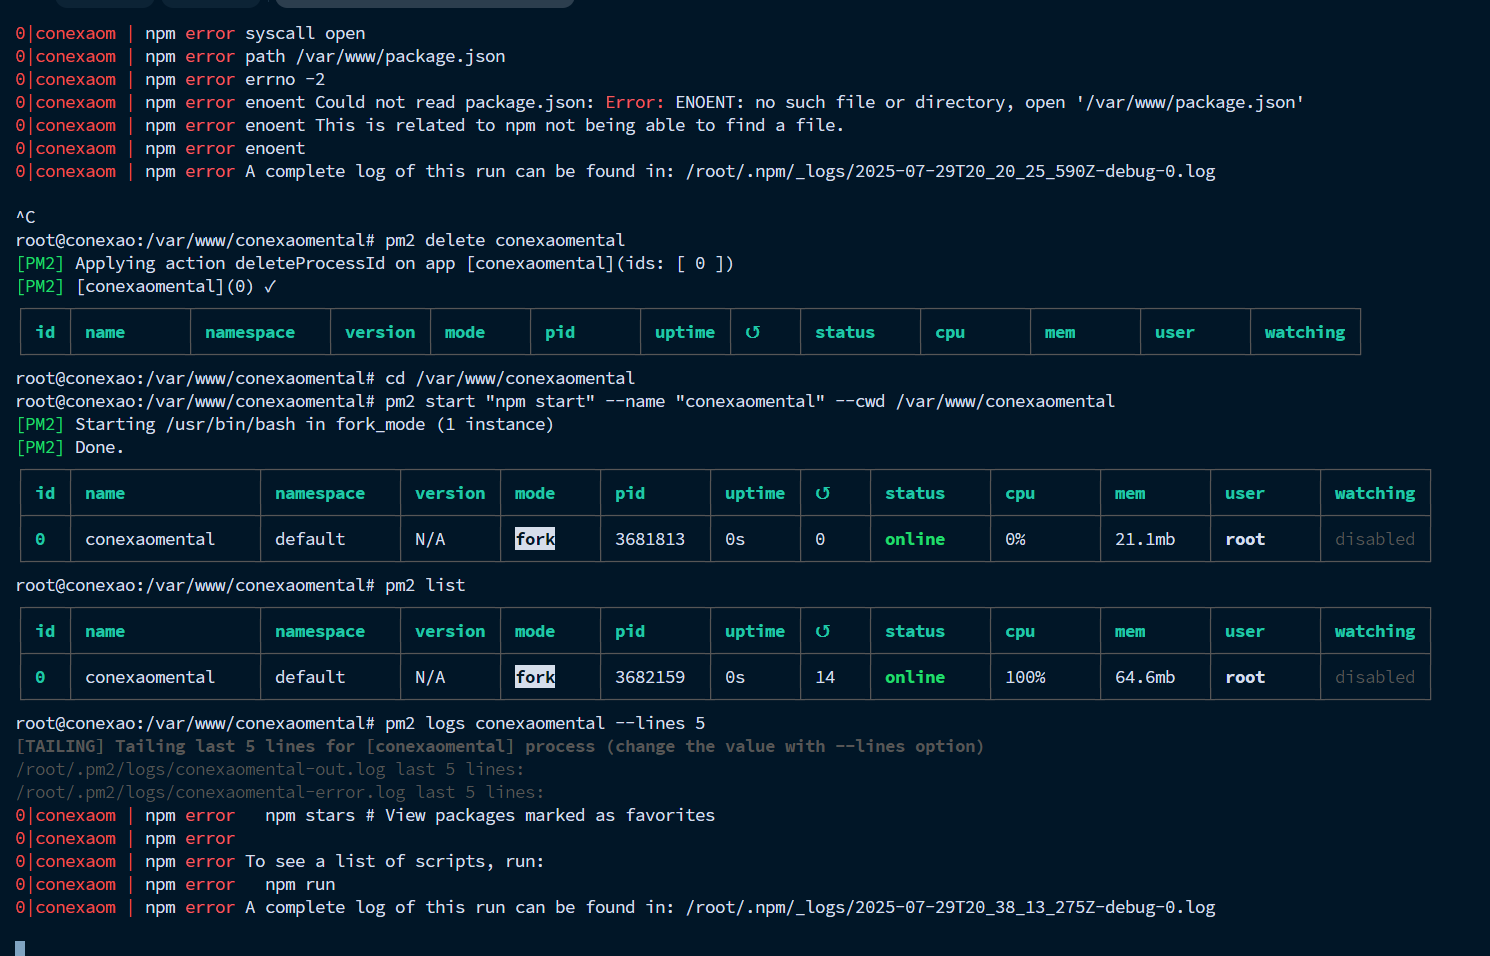 0|conexaom | npm error syscall open
0|conexaom | npm error path /var/www/package.json
0|conexaom | npm error errno -2
0|conexaom | npm error enoent Could not read package.json: Error: ENOENT: no such file or directory, open '/var/www/package.json'
0|conexaom | npm error enoent This is related to npm not being able to find a file.
0|conexaom | npm error enoent
0|conexaom | npm error A complete log of this run can be found in: /root/.npm/_logs/2025-07-29T20_20_25_590Z-debug-0.log
^C
root@conexao:/var/www/conexaomental# pm2 delete conexaomental
[PM2] Applying action deleteProcessId on app [conexaomental](ids: [ 0 ])
[PM2] [conexaomental](0) ✓
id name namespace version mode pid uptime ↺ status cpu mem user watching
root@conexao:/var/www/conexaomental# cd /var/www/conexaomental
root@conexao:/var/www/conexaomental# pm2 start "npm start" --name "conexaomental" --cwd /var/www/conexaomental
[PM2] Starting /usr/bin/bash in fork_mode (1 instance)
[PM2] Done.
id name namespace version mode pid uptime ↺ status cpu mem user watching
0 conexaomental default N/A fork 3681813 0s 0 online 0% 21.1mb root disabled
root@conexao:/var/www/conexaomental# pm2 list
id name namespace version mode pid uptime ↺ status cpu mem user watching
0 conexaomental default N/A fork 3682159 0s 14 online 100% 64.6mb root disabled
root@conexao:/var/www/conexaomental# pm2 logs conexaomental --lines 5
[TAILING] Tailing last 5 lines for [conexaomental] process (change the value with --lines option)
/root/.pm2/logs/conexaomental-out.log last 5 lines:
/root/.pm2/logs/conexaomental-error.log last 5 lines:
0|conexaom | npm error   npm stars # View packages marked as favorites
0|conexaom | npm error
0|conexaom | npm error To see a list of scripts, run:
0|conexaom | npm error   npm run
0|conexaom | npm error A complete log of this run can be found in: /root/.npm/_logs/2025-07-29T20_38_13_275Z-debug-0.log